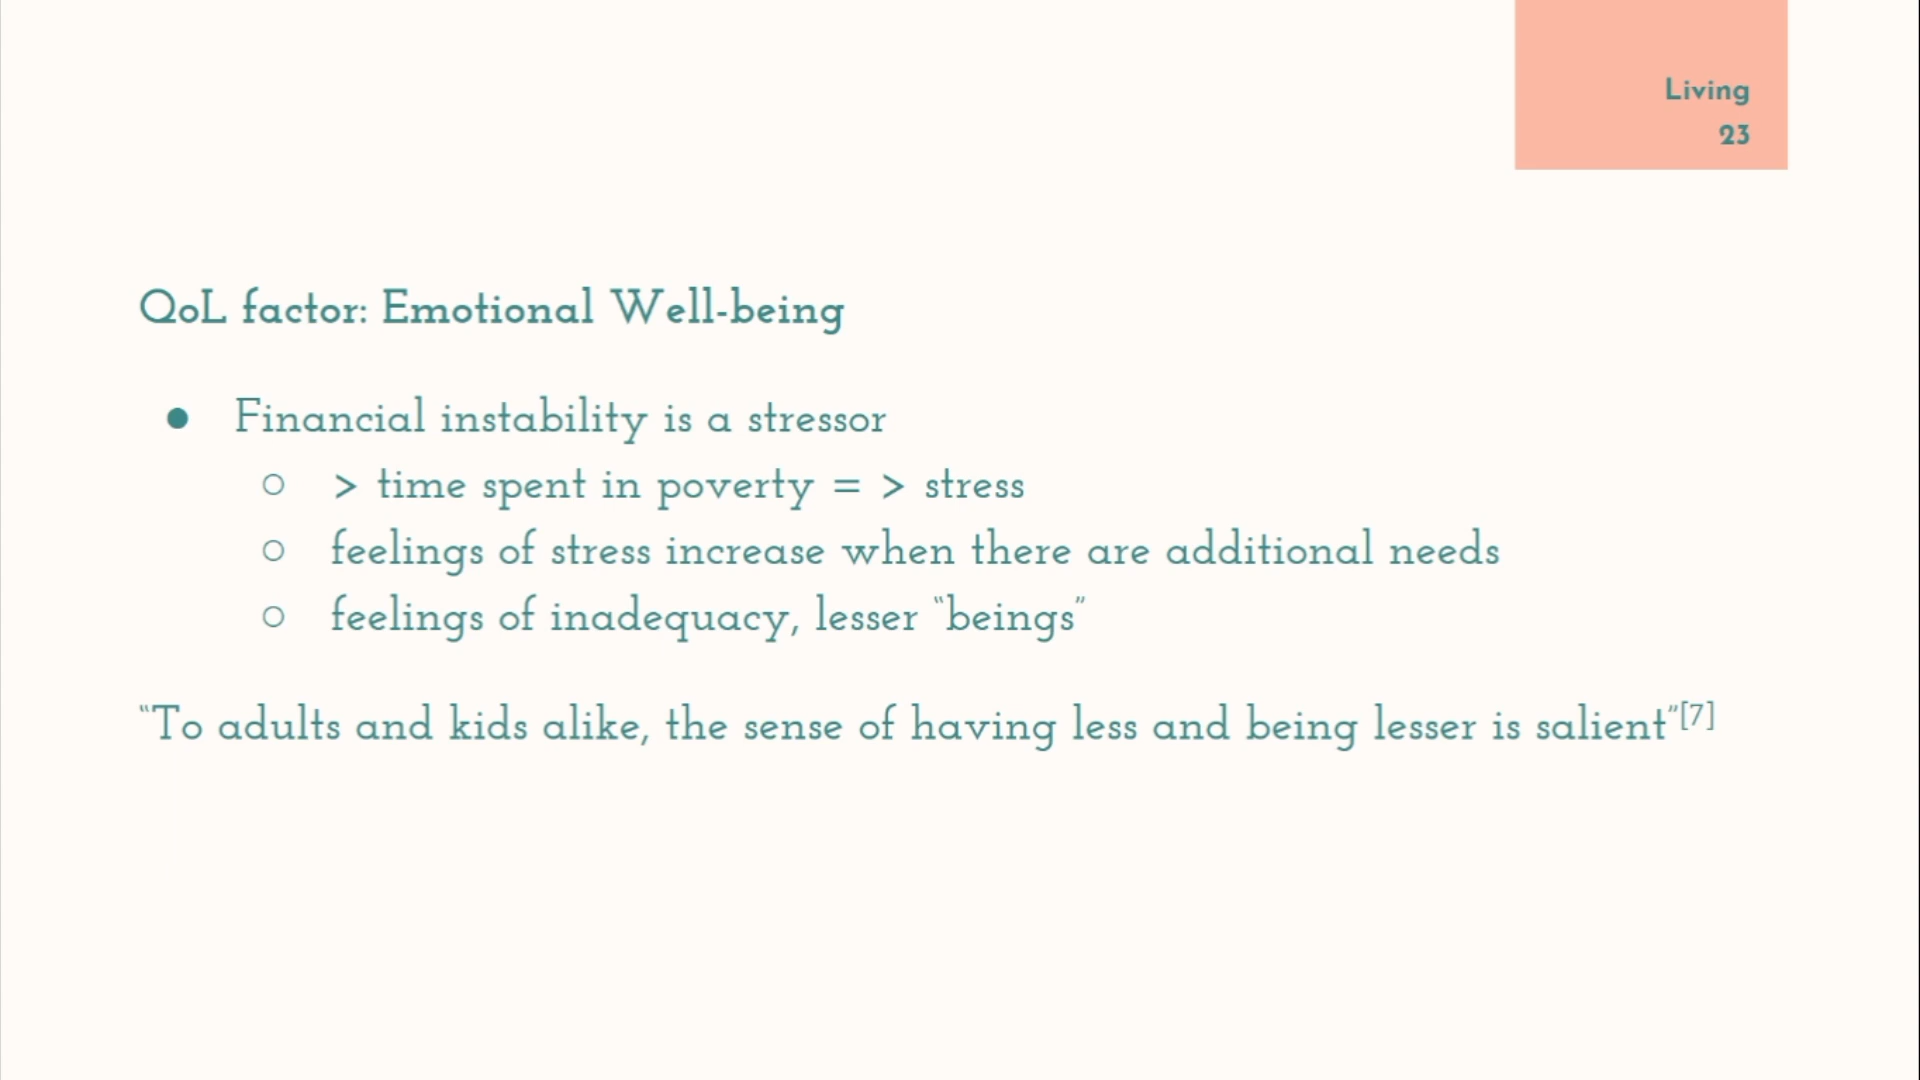 Living
23
QoL factor: Emotional Well-being
● Financial instability is a stressor
○ > time spent in poverty = > stress
○ feelings of stress increase when there are additional needs
○ feelings of inadequacy, lesser “beings”
“To adults and kids alike, the sense of having less and being lesser is salient”[7]